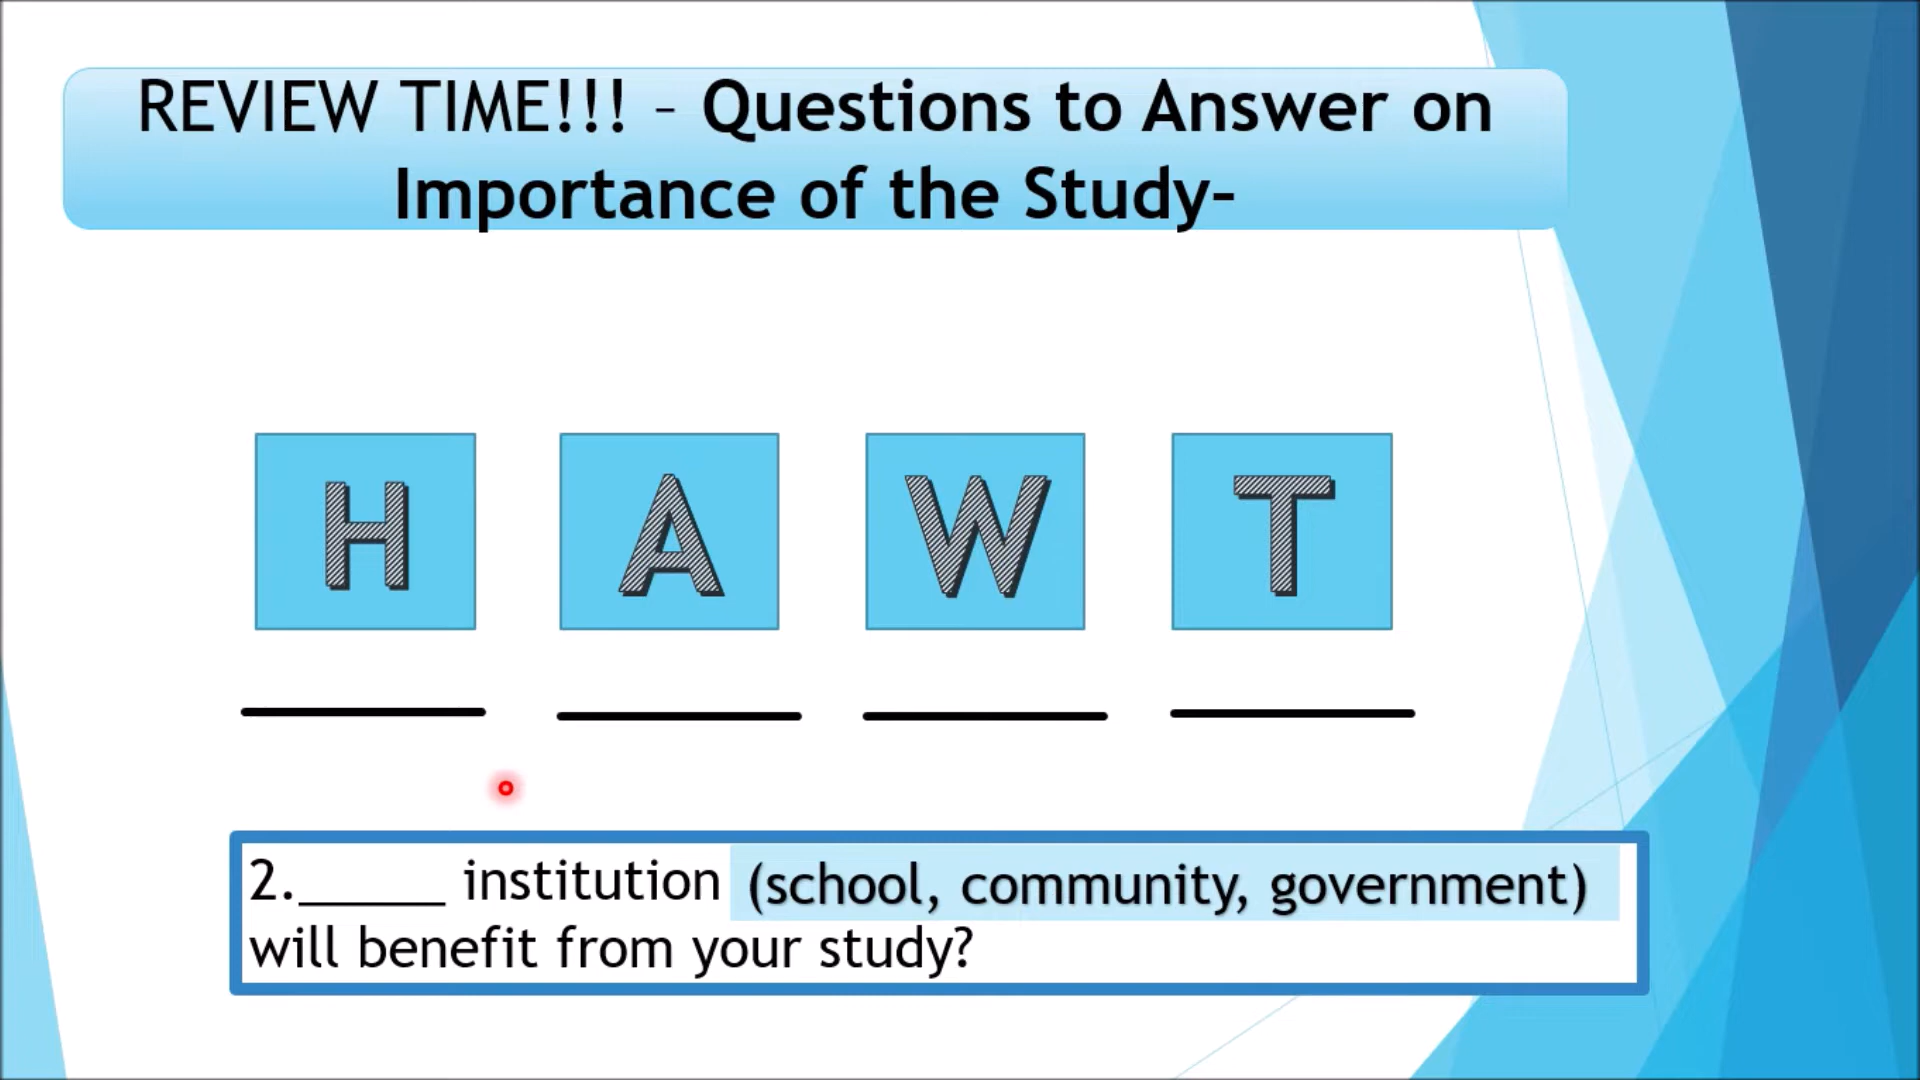 REVIEW TIME!!! – Questions to Answer on
Importance of the Study–
H A W T
2._____ institution (school, community, government)
will benefit from your study?